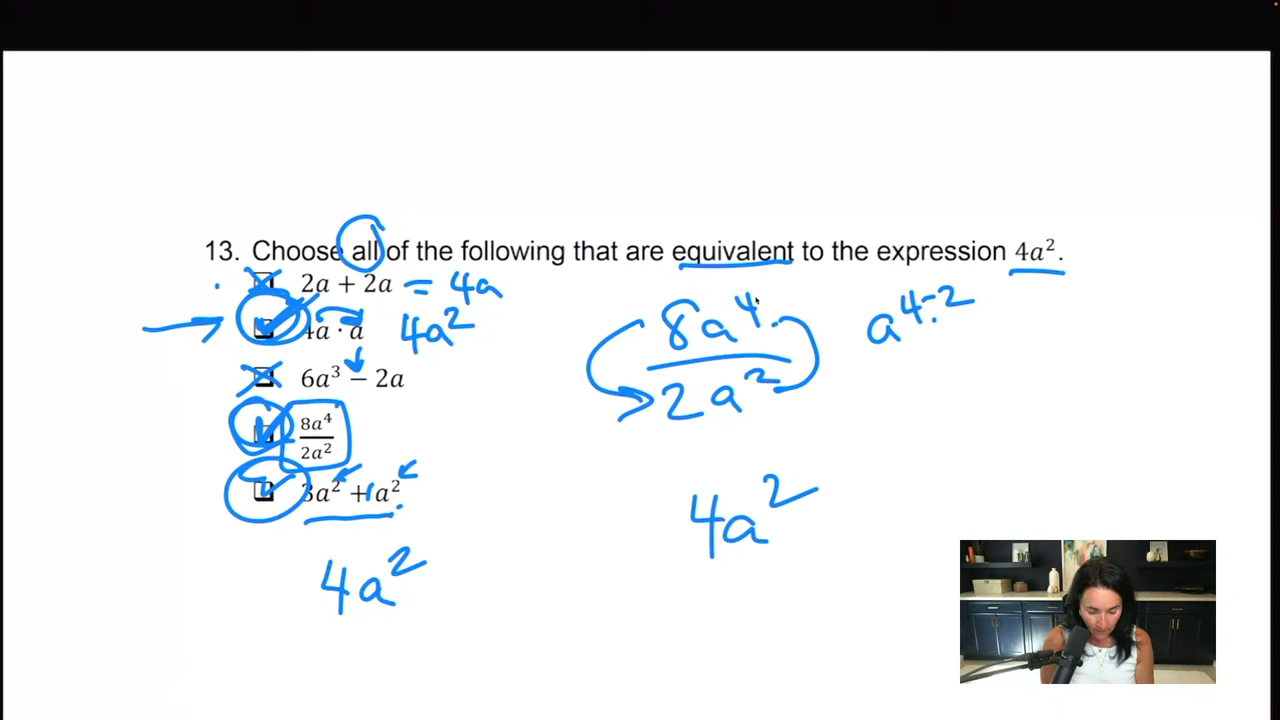 13. Choose all of the following that are equivalent to the expression 4a².
2a + 2a = 4a
4a · a 4a²
6a³ − 2a
8a⁴
2a²
3a² + 1a²
4a²
8a⁴
2a²
a⁴⁻²
4a²